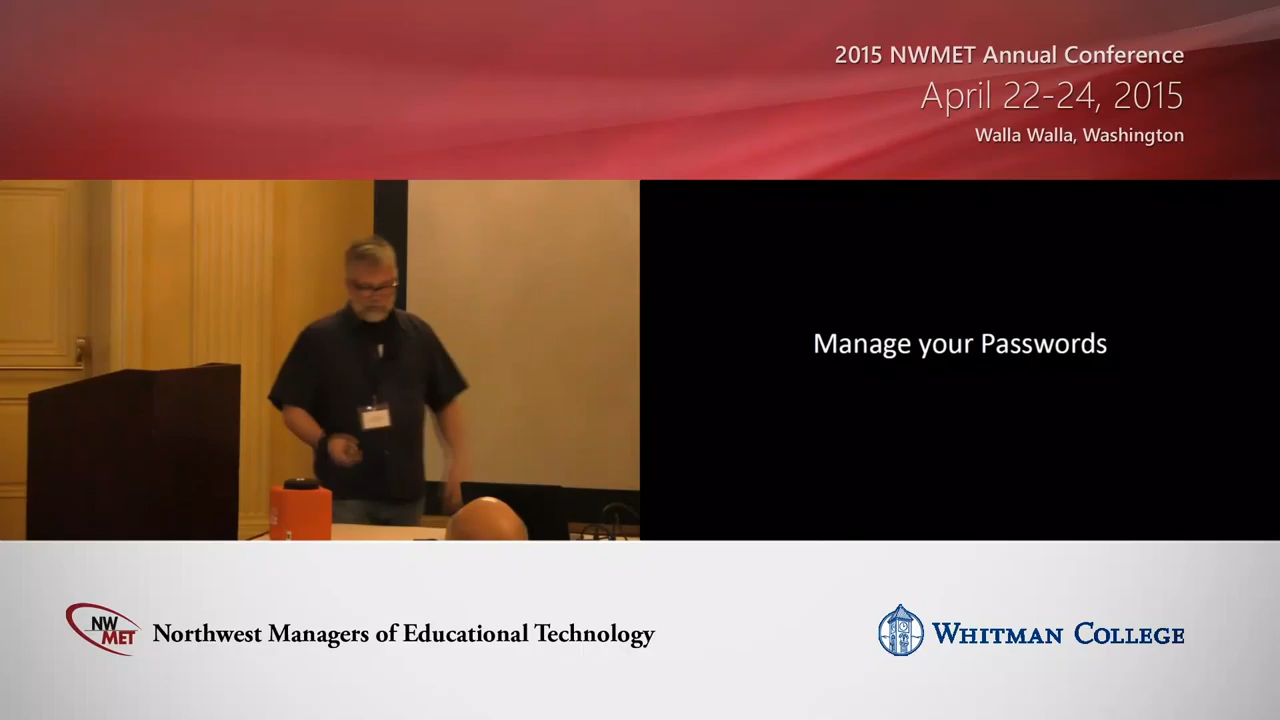 2015 NWMET Annual Conference
April 22-24, 2015
Walla Walla, Washington
Manage your Passwords
NW
MET
Northwest Managers of Educational Technology
WHITMAN COLLEGE